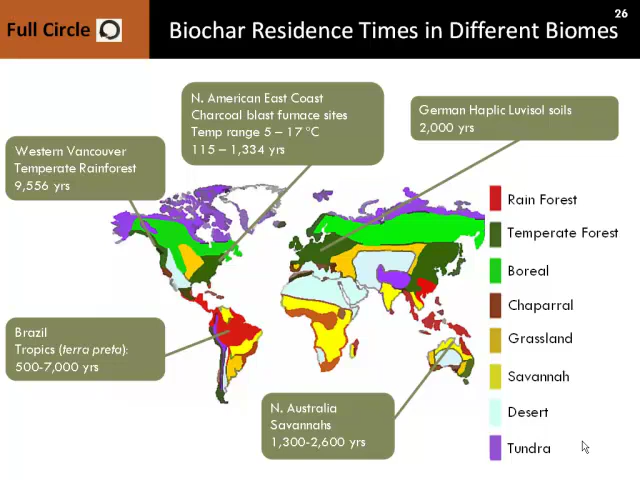 26
Full Circle
Biochar Residence Times in Different Biomes
N. American East Coast
Charcoal blast furnace sites
Temp range 5 – 17 °C
115 – 1,334 yrs
German Haplic Luvisol soils
2,000 yrs
Western Vancouver
Temperate Rainforest
9,556 yrs
Brazil
Tropics (terra preta):
500-7,000 yrs
N. Australia
Savannahs
1,300-2,600 yrs
Rain Forest
Temperate Forest
Boreal
Chaparral
Grassland
Savannah
Desert
Tundra